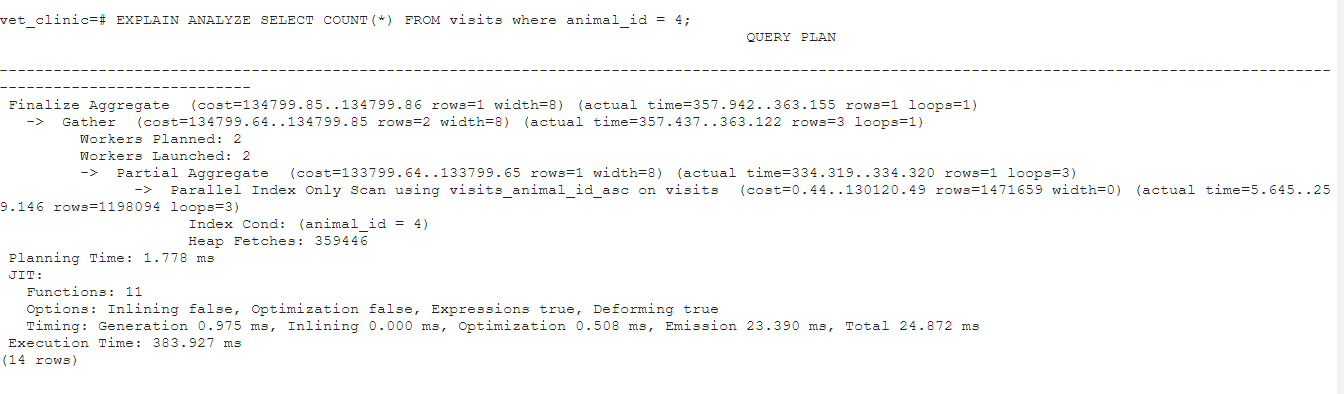 vet_clinic=# EXPLAIN ANALYZE SELECT COUNT(*) FROM visits where animal_id = 4;
QUERY PLAN
----------------------------------------------------------------------------------------------------------------------------------------------------
----------------------------
Finalize Aggregate  (cost=134799.85..134799.86 rows=1 width=8) (actual time=357.942..363.155 rows=1 loops=1)
->  Gather  (cost=134799.64..134799.85 rows=2 width=8) (actual time=357.437..363.122 rows=3 loops=1)
Workers Planned: 2
Workers Launched: 2
->  Partial Aggregate  (cost=133799.64..133799.65 rows=1 width=8) (actual time=334.319..334.320 rows=1 loops=3)
->  Parallel Index Only Scan using visits_animal_id_asc on visits  (cost=0.44..130120.49 rows=1471659 width=0) (actual time=5.645..25
9.146 rows=1198094 loops=3)
Index Cond: (animal_id = 4)
Heap Fetches: 359446
Planning Time: 1.778 ms
JIT:
Functions: 11
Options: Inlining false, Optimization false, Expressions true, Deforming true
Timing: Generation 0.975 ms, Inlining 0.000 ms, Optimization 0.508 ms, Emission 23.390 ms, Total 24.872 ms
Execution Time: 383.927 ms
(14 rows)